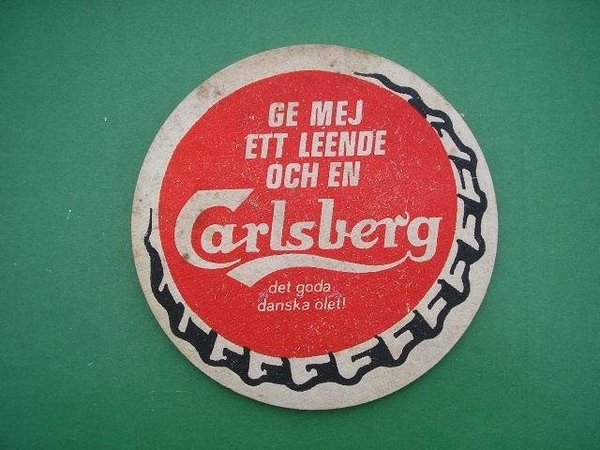 GE MEJ
ETT LEENDE
OCH EN
Carlsberg
det goda
danska ölet!